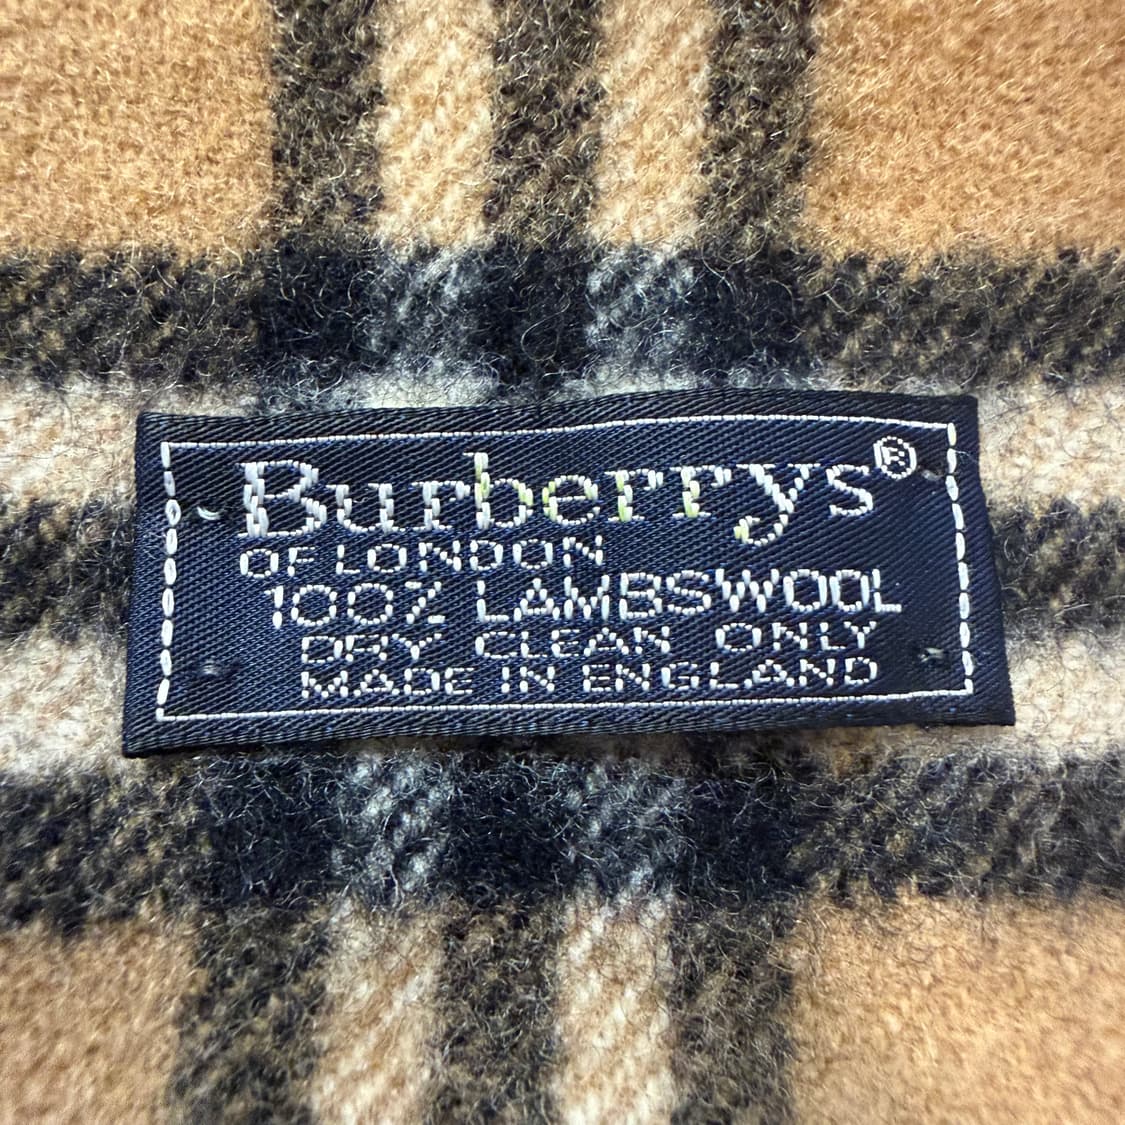 Burberrys®
OF LONDON
100% LAMBSWOOL
DRY CLEAN ONLY
MADE IN ENGLAND